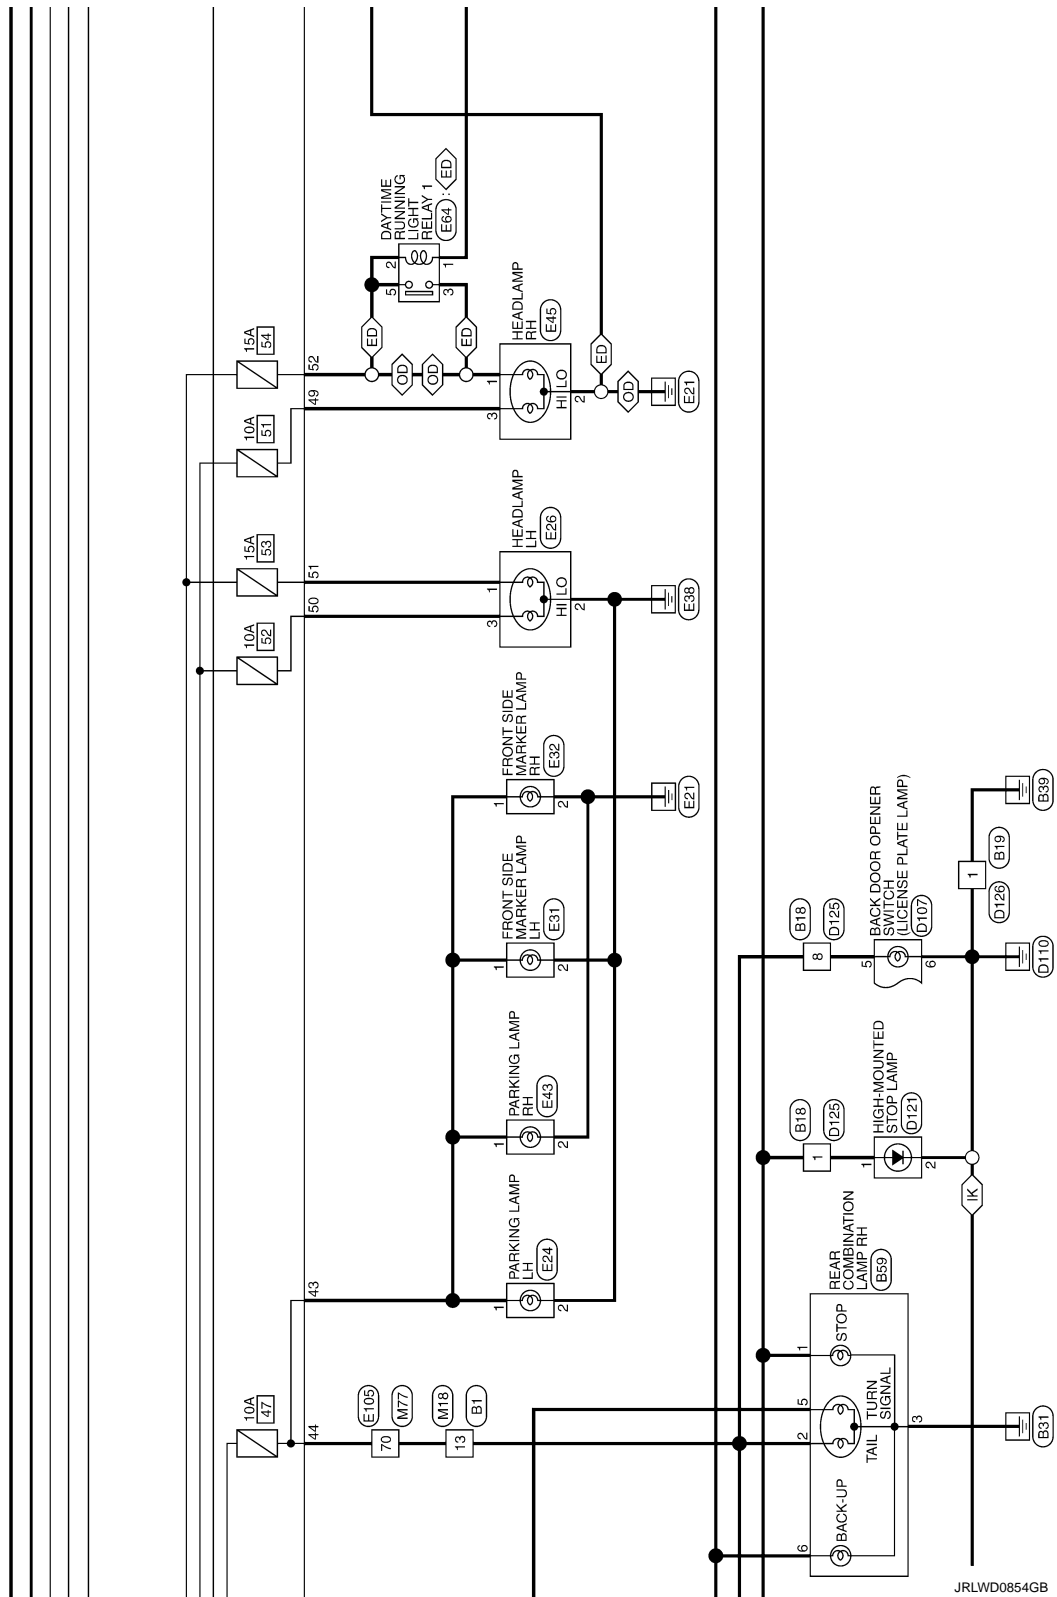 DAYTIME
RUNNING
LIGHT
RELAY 1
E64 : ED
2
1
5
3
ED
ED
OD
OD
15A
54
52
10A
51
49
HEADLAMP
RH
E45
1
3
HI LO
2
ED
OD
E21
15A
53
51
10A
52
50
HEADLAMP
LH
E26
1
3
HI LO
2
E38
FRONT SIDE
MARKER LAMP
RH
E32
1
2
E21
FRONT SIDE
MARKER LAMP
LH
E31
1
2
PARKING LAMP
RH
E43
1
2
PARKING LAMP
LH
E24
1
2
43
10A
47
44
E105
70
M77
M18
13
B1
B18
8
D125
BACK DOOR OPENER
SWITCH
(LICENSE PLATE LAMP)
D107
5
6
D126
1
B19
B39
D110
B18
1
D125
HIGH-MOUNTED
STOP LAMP
D121
1
2
IK
REAR
COMBINATION
LAMP RH
B59
1
STOP
5
2
TAIL
TURN
SIGNAL
3
B31
6
BACK-UP
JRLWD0854GB